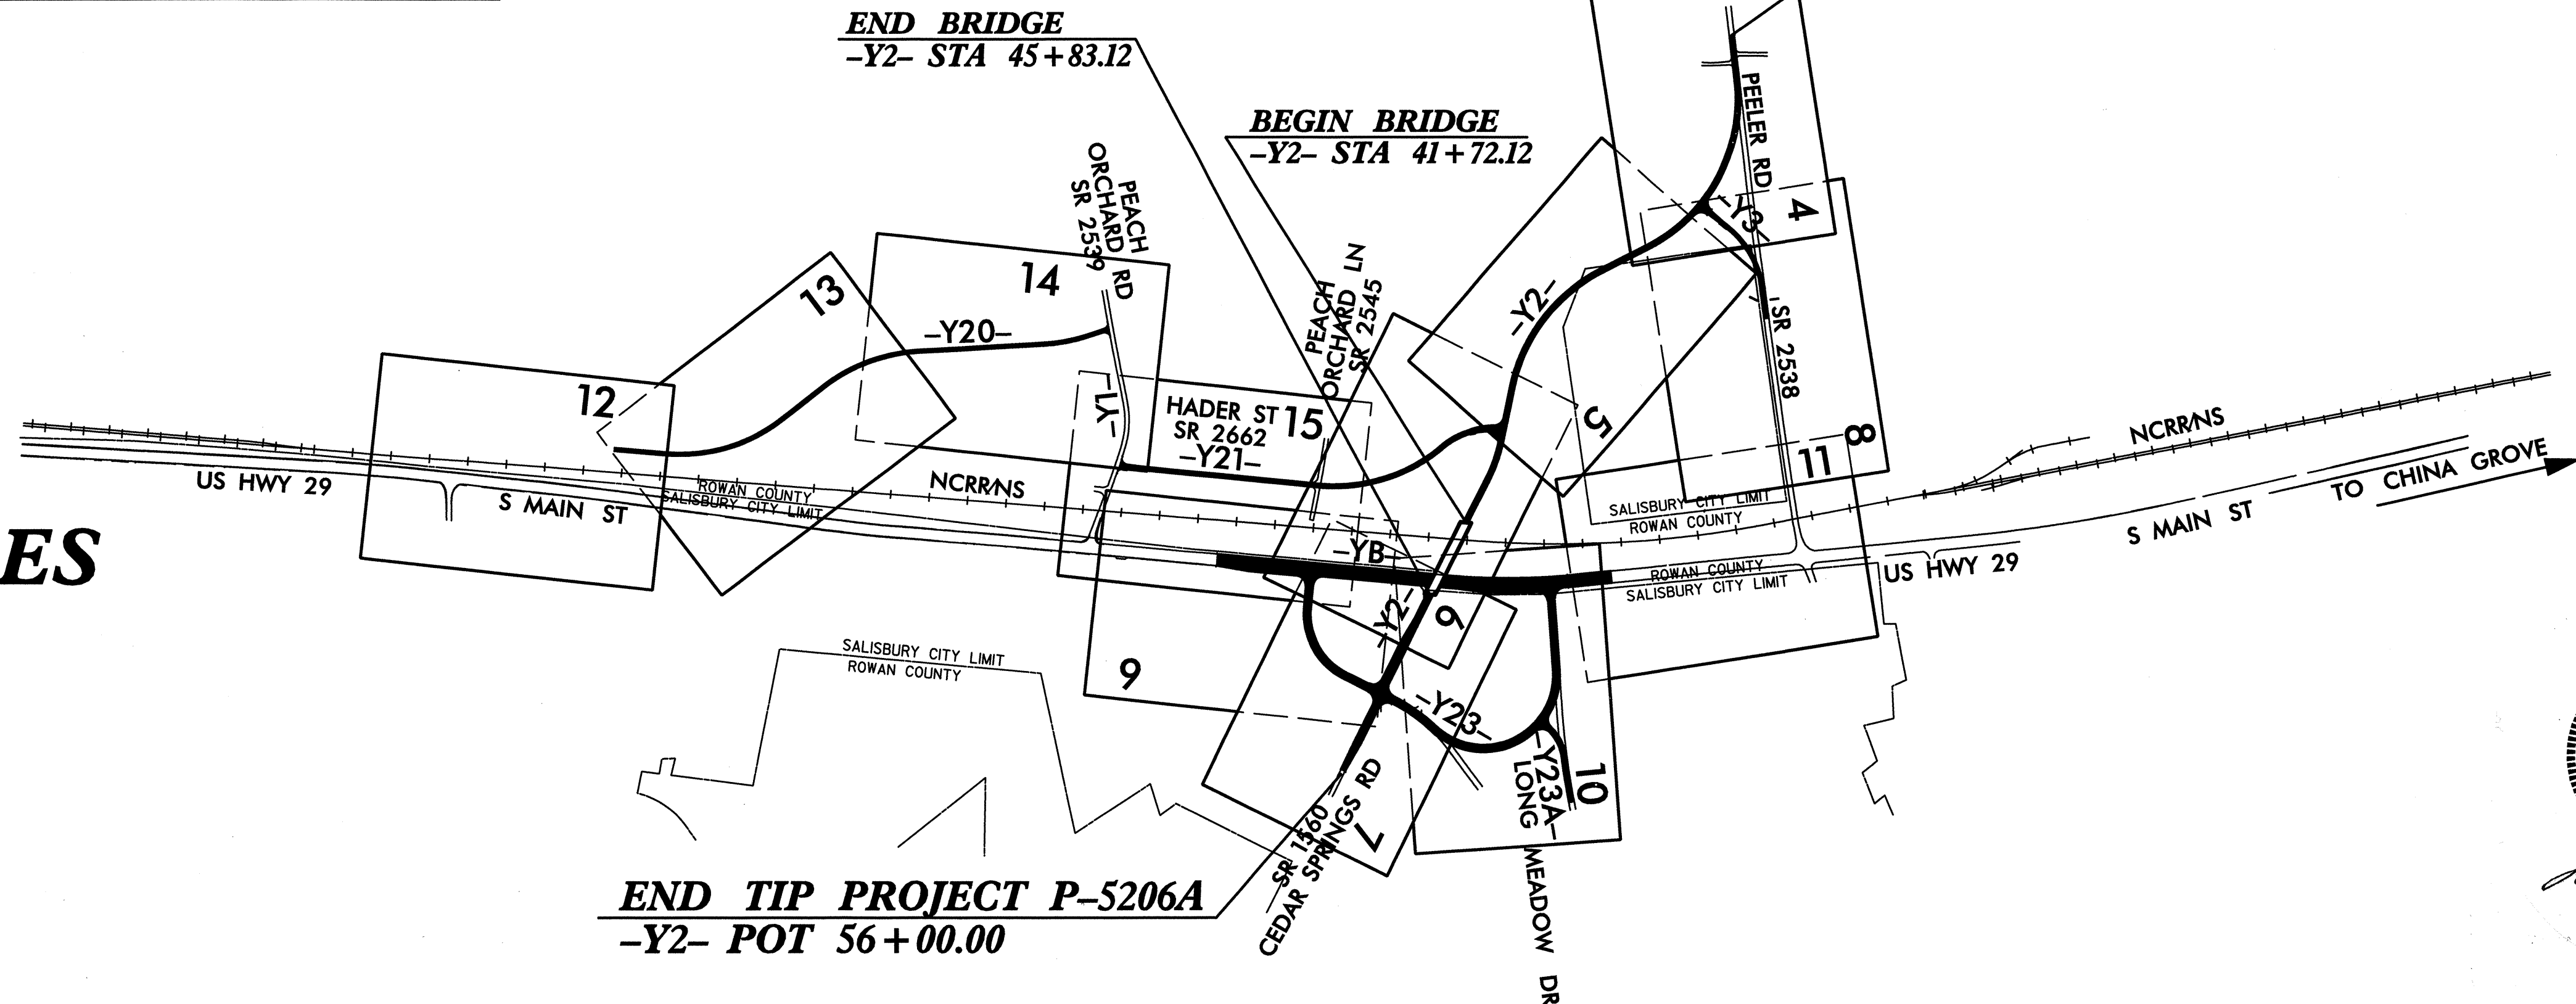 END BRIDGE
-Y2- STA 45+83.12
BEGIN BRIDGE
-Y2- STA 41+72.12
PEELER RD
4
-Y3-
PEACH
ORCHARD RD
SR 2539
13
14
-Y20-
-Y2-
PEACH
ORCHARD LN
SR 2545
SR 2538
12
-Y1-
HADER ST
SR 2662
15
-Y21-
5
8
11
NCRR/NS
US HWY 29
S MAIN ST
ROWAN COUNTY
SALISBURY CITY LIMIT
NCRR/NS
SALISBURY CITY LIMIT
ROWAN COUNTY
TO CHINA GROVE
S MAIN ST
ES
-YB-
ROWAN COUNTY
SALISBURY CITY LIMIT
US HWY 29
-Y2-
6
SALISBURY CITY LIMIT
ROWAN COUNTY
9
-Y23-
-Y23A-
10
LONG MEADOW DR
7
SR 1560
CEDAR SPRINGS RD
END TIP PROJECT P-5206A
-Y2- POT 56+00.00